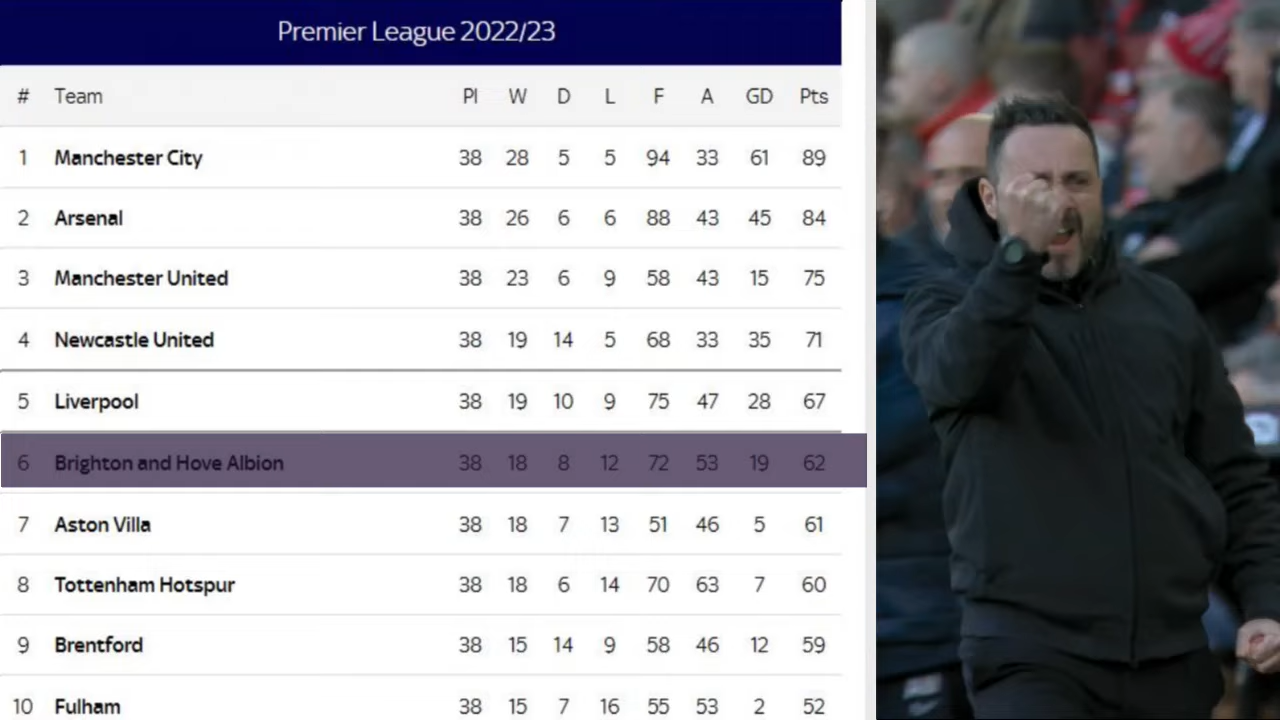 Premier League 2022/23
# Team Pl W D L F A GD Pts
1 Manchester City 38 28 5 5 94 33 61 89
2 Arsenal 38 26 6 6 88 43 45 84
3 Manchester United 38 23 6 9 58 43 15 75
4 Newcastle United 38 19 14 5 68 33 35 71
5 Liverpool 38 19 10 9 75 47 28 67
6 Brighton and Hove Albion 38 18 8 12 72 53 19 62
7 Aston Villa 38 18 7 13 51 46 5 61
8 Tottenham Hotspur 38 18 6 14 70 63 7 60
9 Brentford 38 15 14 9 58 46 12 59
10 Fulham 38 15 7 16 55 53 2 52